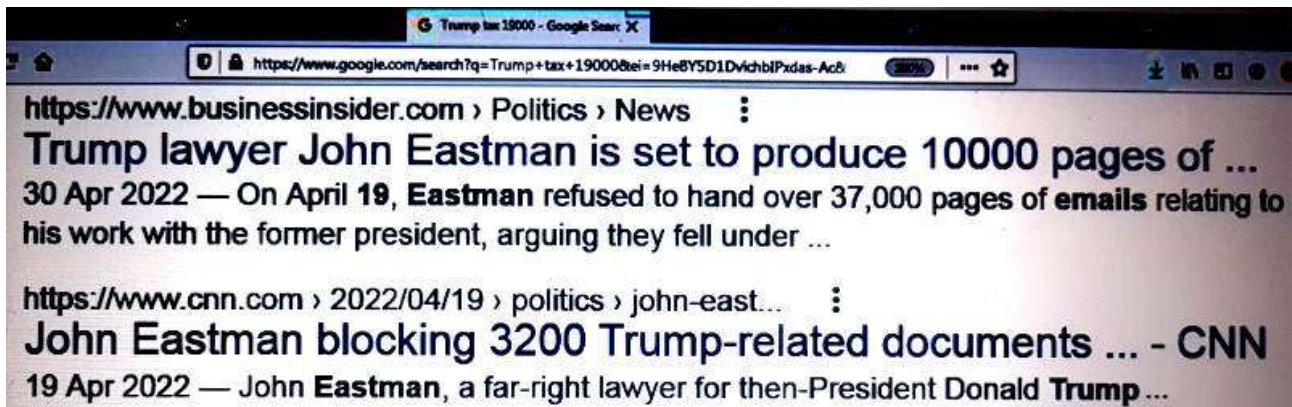 Trump tax 19000 - Google Searc
https://www.google.com/search?q=Trump+tax+19000&ei=
https://www.businessinsider.com › Politics › News
Trump lawyer John Eastman is set to produce 10000 pages of ...
30 Apr 2022 — On April 19, Eastman refused to hand over 37,000 pages of emails relating to
his work with the former president, arguing they fell under ...
https://www.cnn.com › 2022/04/19 › politics › john-east...
John Eastman blocking 3200 Trump-related documents ... - CNN
19 Apr 2022 — John Eastman, a far-right lawyer for then-President Donald Trump ...